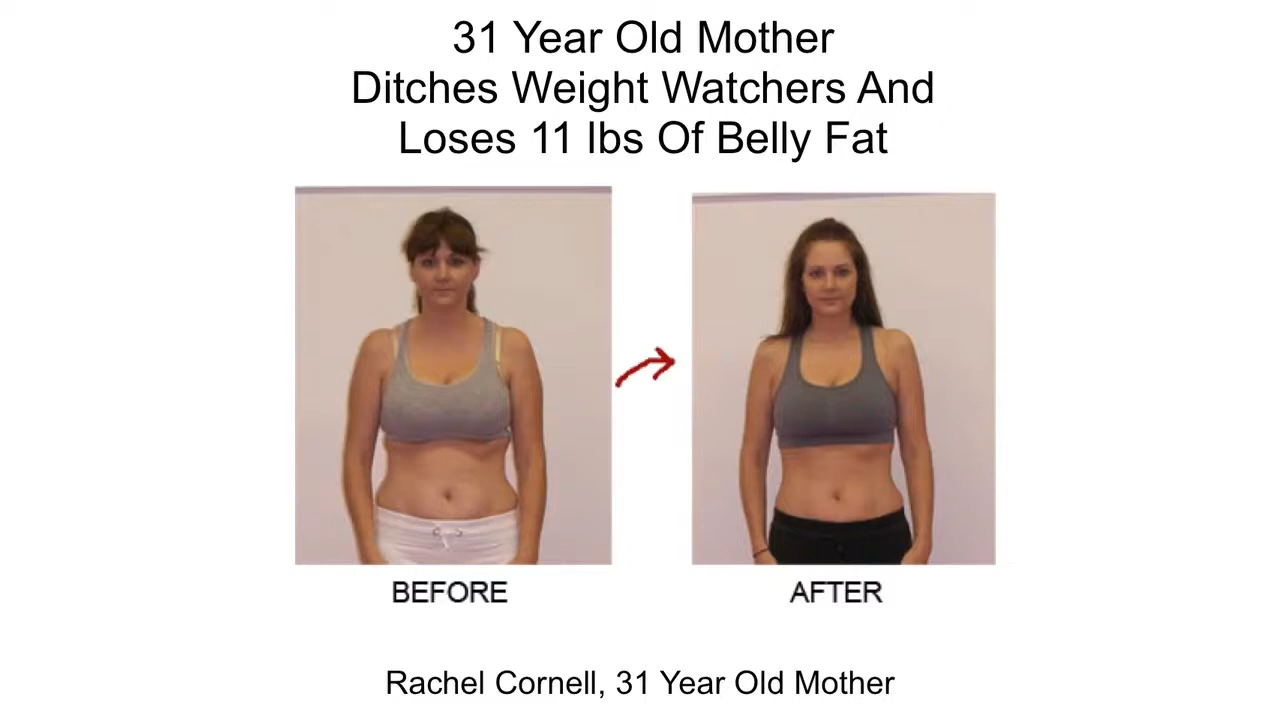 31 Year Old Mother
Ditches Weight Watchers And
Loses 11 lbs Of Belly Fat
BEFORE
AFTER
Rachel Cornell, 31 Year Old Mother